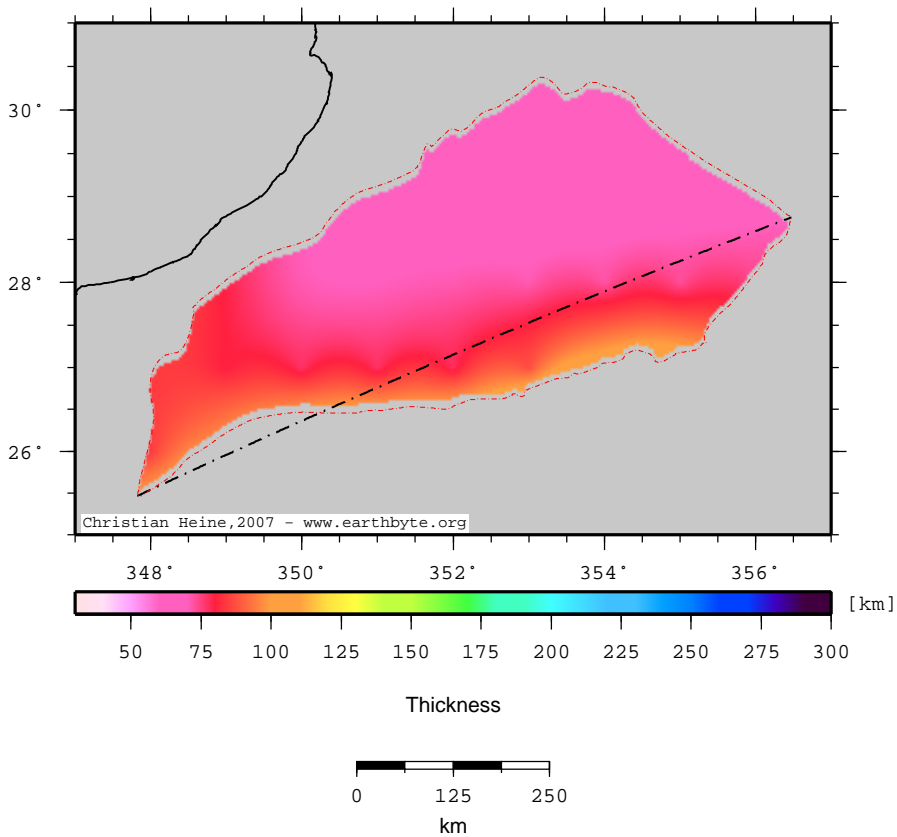 30°
28°
26°
Christian Heine,2007 - www.earthbyte.org
348° 350° 352° 354° 356°
[km]
50 75 100 125 150 175 200 225 250 275 300
Thickness
0 125 250
km